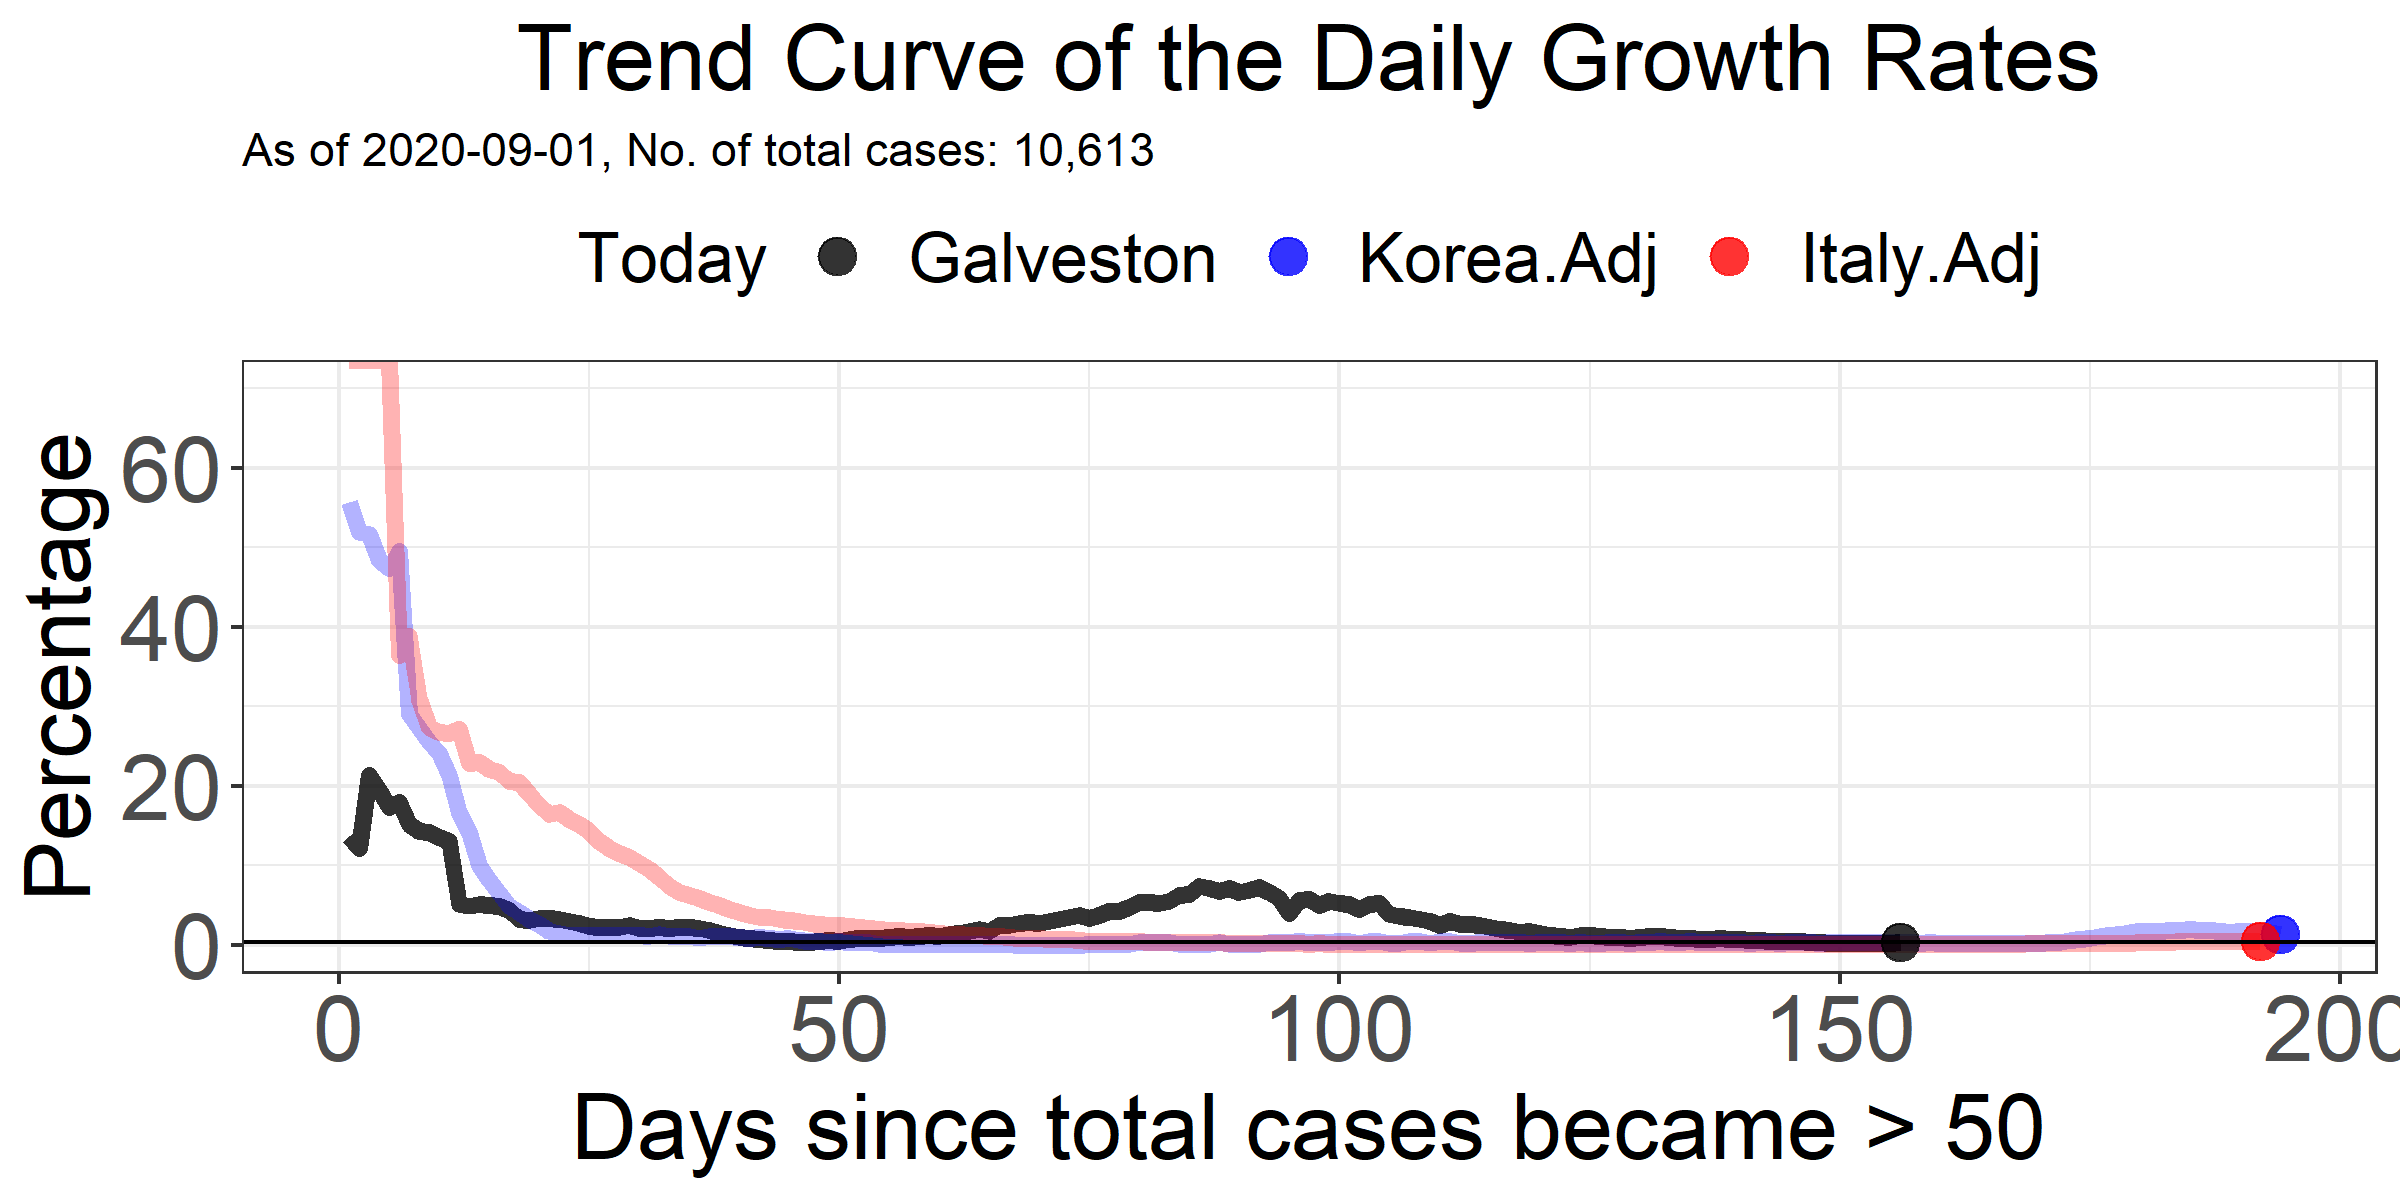 Trend Curve of the Daily Growth Rates
As of 2020-09-01, No. of total cases: 10,613
Today Galveston Korea.Adj Italy.Adj
Percentage
60
40
20
0
0 50 100 150 200
Days since total cases became > 50